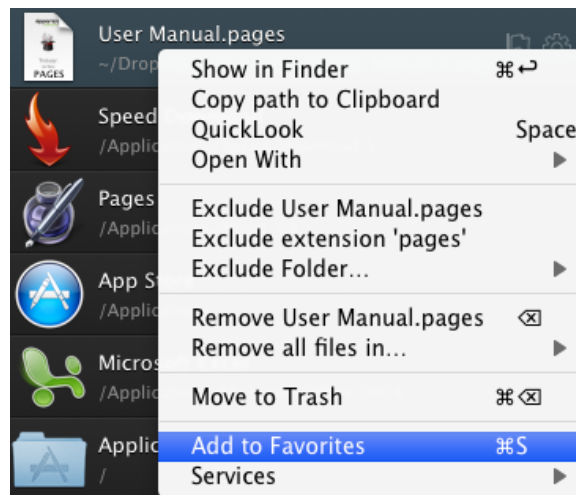 User Manual.pages
~/Drop
PAGES
Show in Finder ⌘↩
Copy path to Clipboard
QuickLook Space
Open With ▶
Speed
/Applic
Exclude User Manual.pages
Exclude extension 'pages'
Exclude Folder... ▶
Pages
/Applic
App St
/Applic
Remove User Manual.pages ⌫
Remove all files in... ▶
Micros
/Applic
Move to Trash ⌘⌫
Applic
/
Add to Favorites ⌘S
Services ▶